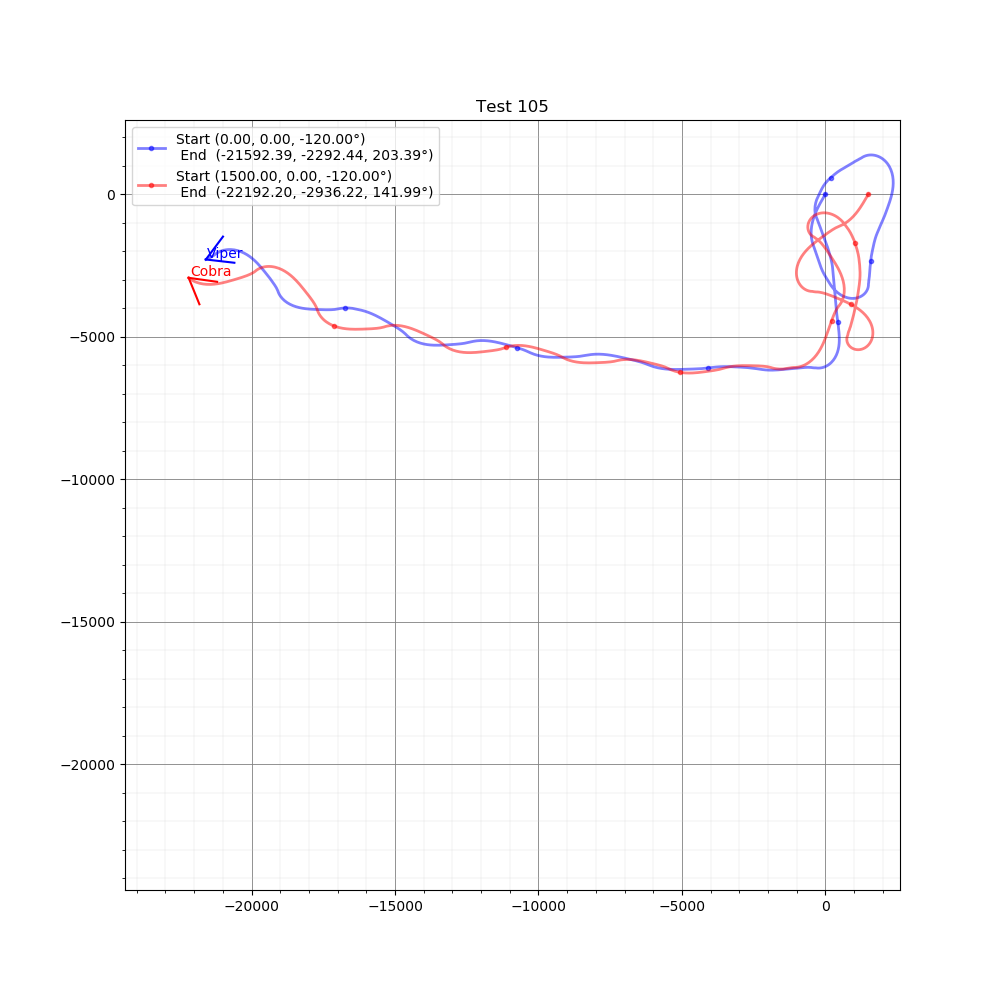 Test 105
Start (0.00, 0.00, -120.00°)
End  (-21592.39, -2292.44, 203.39°)
Start (1500.00, 0.00, -120.00°)
End  (-22192.20, -2936.22, 141.99°)
0
Viper
Cobra
−5000
−10000
−15000
−20000
−20000 −15000 −10000 −5000 0